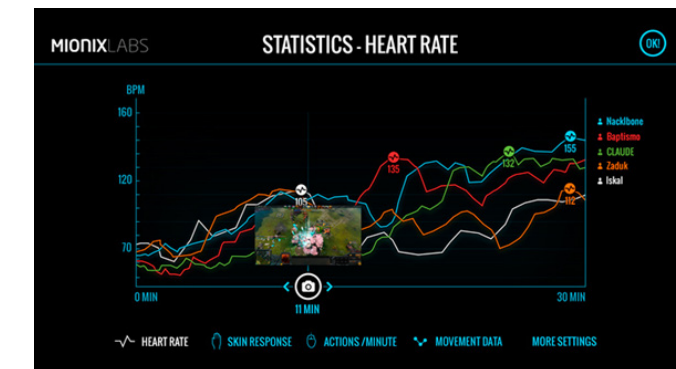 MIONIXLABS
STATISTICS - HEART RATE
OK!
BPM
160
120
70
105
135
132
155
112
Nacklbone
Baptismo
CLAUDE
Zaduk
Iskal
0 MIN
11 MIN
30 MIN
HEART RATE
SKIN RESPONSE
ACTIONS /MINUTE
MOVEMENT DATA
MORE SETTINGS